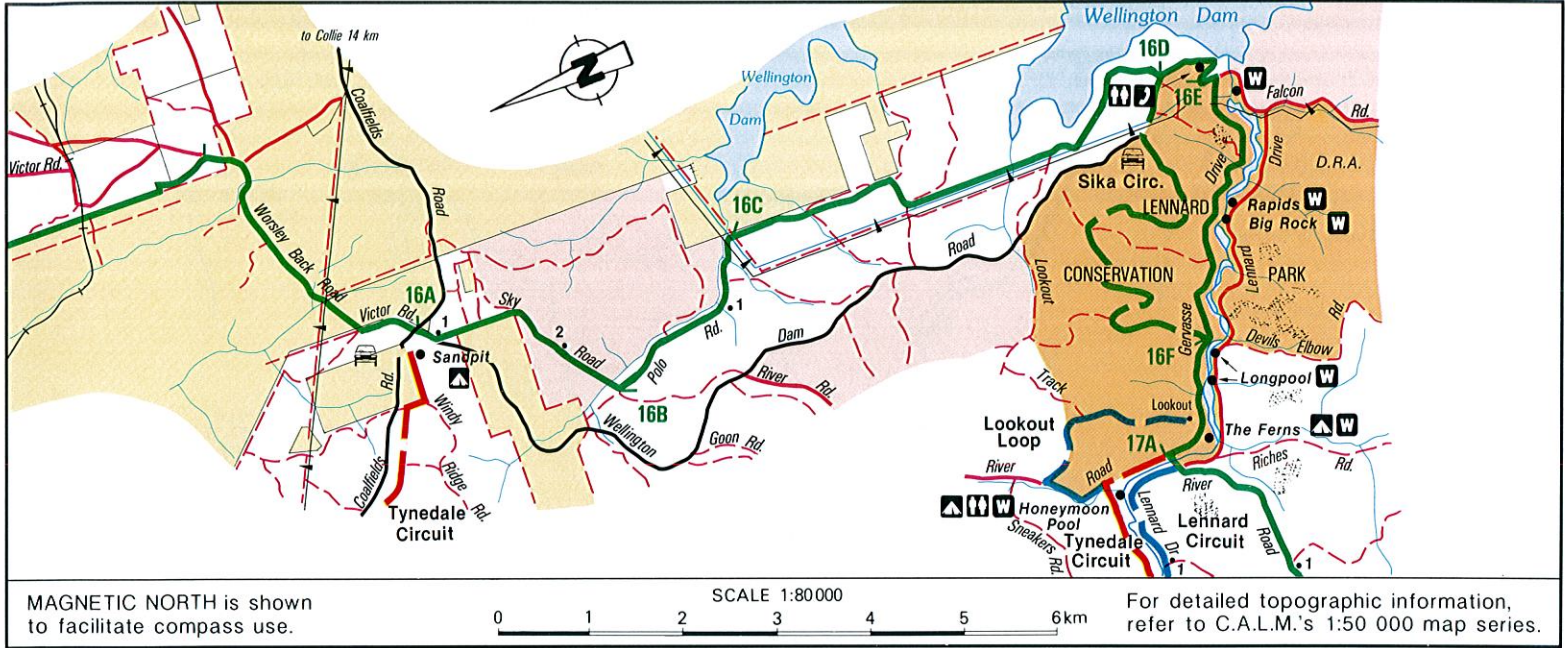 Wellington Dam
to Collie 14 km
16D
N
Wellington
Dam
W
16E
Falcon
Rd.
Coalfields
Road
Victor Rd.
Drive
Drive
D.R.A.
Sika Circ.
LENNARD
Rapids W
Big Rock W
16C
Worsley Back Road
Road
Lookout
CONSERVATION
PARK
Lennard
16A
Sky
Victor Rd.
1
1
Rd.
2
Road
Polo
Dam
Gervasse
Rd.
Devils Elbow
16F
Sandpit
Rd.
16B
River Rd.
Track
Longpool W
Windy
Wellington
Goon Rd.
Lookout
Lookout
Loop
The Ferns W
17A
Riches
Rd.
Coalfields
Ridge
Rd.
River
Road
River
Honeymoon
Pool
W
Lennard
Dr.
Tynedale
Circuit
Sneakers Rd.
Tynedale
Circuit
Lennard
Circuit
Road
1
1
MAGNETIC NORTH is shown
to facilitate compass use.
SCALE 1:80000
0 1 2 3 4 5 6km
For detailed topographic information,
refer to C.A.L.M.'s 1:50 000 map series.